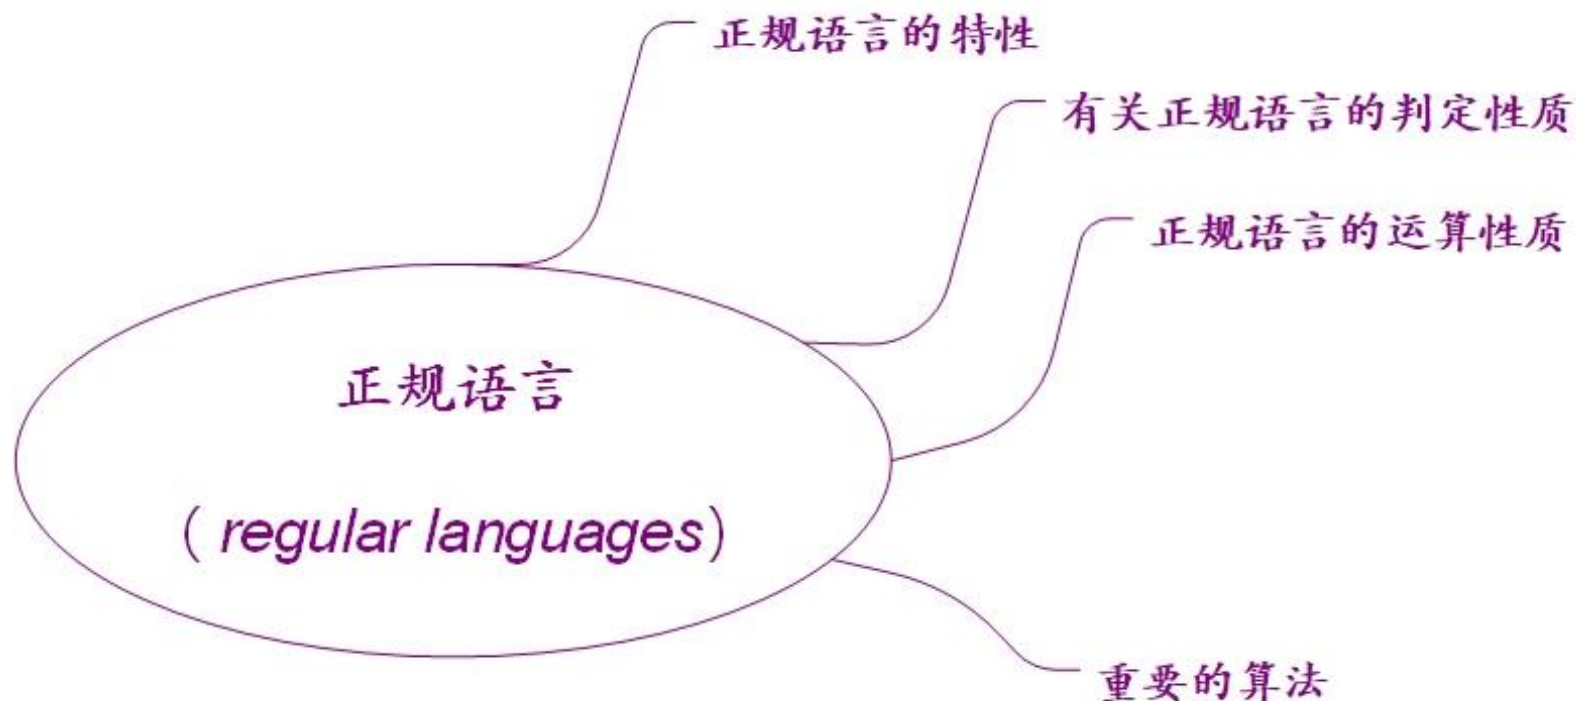 正规语言的特性
有关正规语言的判定性质
正规语言的运算性质
正规语言
( regular languages)
重要的算法